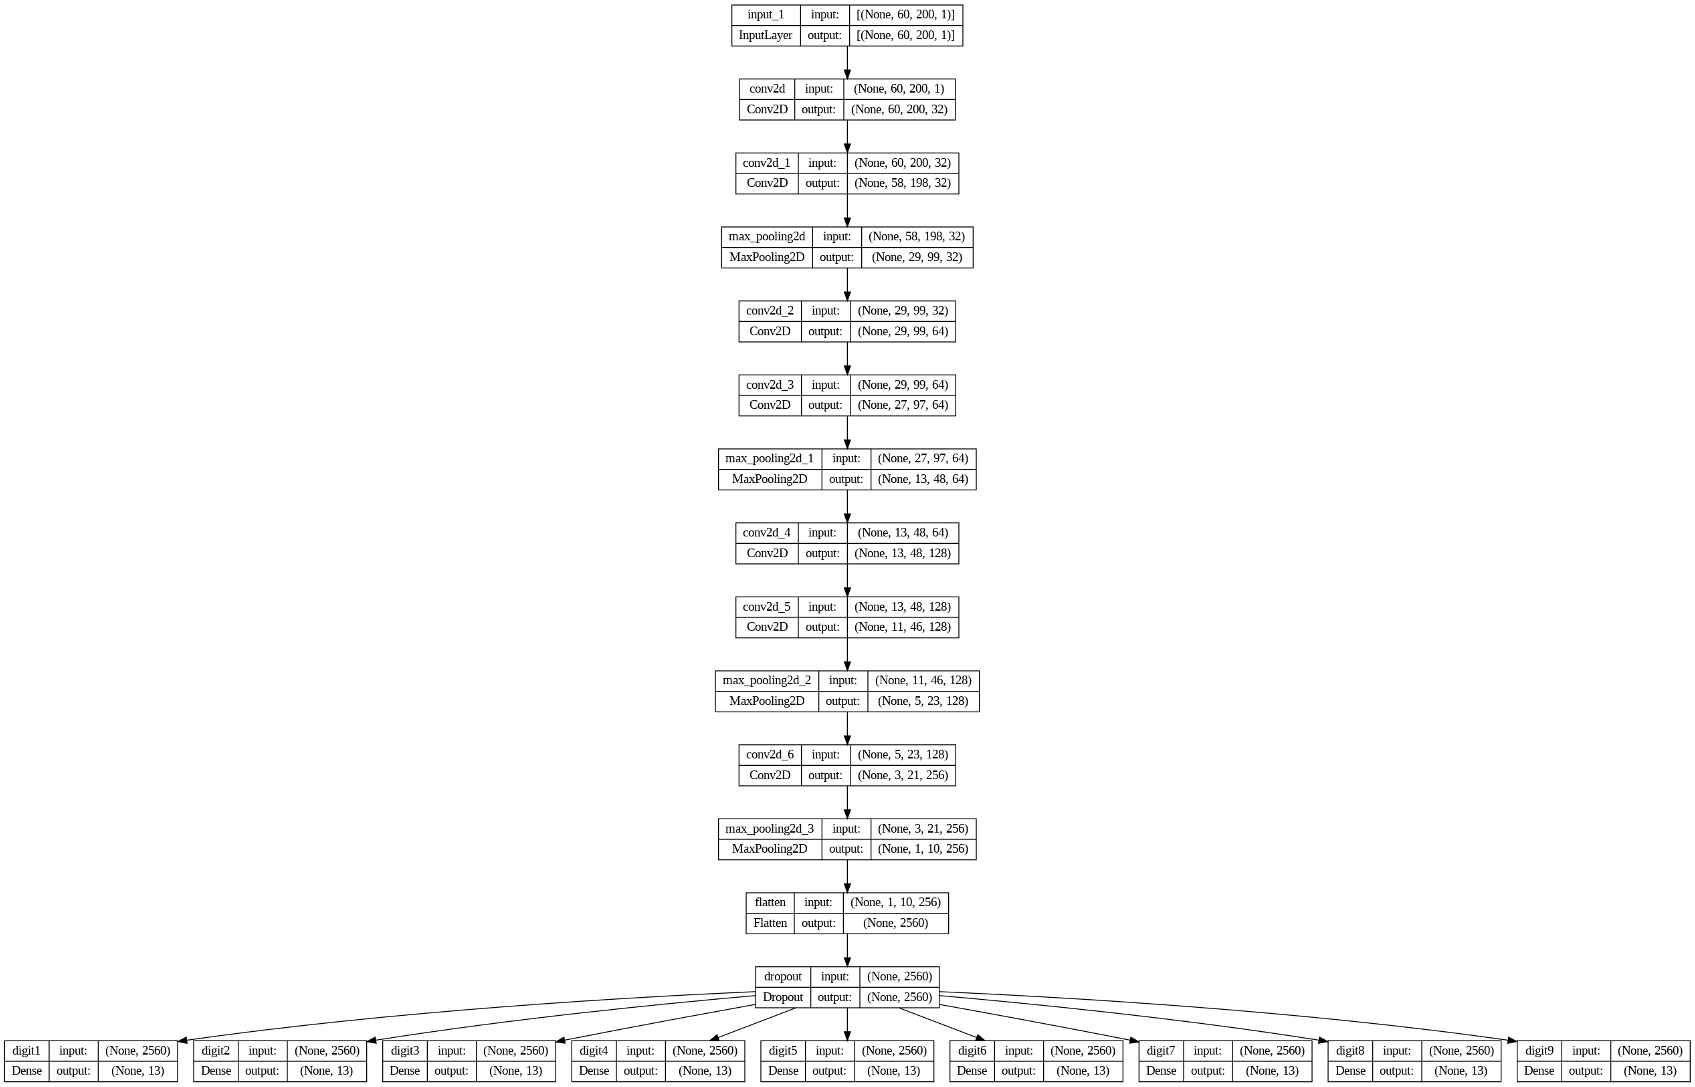 input_1 input: [(None, 60, 200, 1)]
InputLayer output: [(None, 60, 200, 1)]
conv2d input: (None, 60, 200, 1)
Conv2D output: (None, 60, 200, 32)
conv2d_1 input: (None, 60, 200, 32)
Conv2D output: (None, 58, 198, 32)
max_pooling2d input: (None, 58, 198, 32)
MaxPooling2D output: (None, 29, 99, 32)
conv2d_2 input: (None, 29, 99, 32)
Conv2D output: (None, 29, 99, 64)
conv2d_3 input: (None, 29, 99, 64)
Conv2D output: (None, 27, 97, 64)
max_pooling2d_1 input: (None, 27, 97, 64)
MaxPooling2D output: (None, 13, 48, 64)
conv2d_4 input: (None, 13, 48, 64)
Conv2D output: (None, 13, 48, 128)
conv2d_5 input: (None, 13, 48, 128)
Conv2D output: (None, 11, 46, 128)
max_pooling2d_2 input: (None, 11, 46, 128)
MaxPooling2D output: (None, 5, 23, 128)
conv2d_6 input: (None, 5, 23, 128)
Conv2D output: (None, 3, 21, 256)
max_pooling2d_3 input: (None, 3, 21, 256)
MaxPooling2D output: (None, 1, 10, 256)
flatten input: (None, 1, 10, 256)
Flatten output: (None, 2560)
dropout input: (None, 2560)
Dropout output: (None, 2560)
digit1 input: (None, 2560)
Dense output: (None, 13)
digit2 input: (None, 2560)
Dense output: (None, 13)
digit3 input: (None, 2560)
Dense output: (None, 13)
digit4 input: (None, 2560)
Dense output: (None, 13)
digit5 input: (None, 2560)
Dense output: (None, 13)
digit6 input: (None, 2560)
Dense output: (None, 13)
digit7 input: (None, 2560)
Dense output: (None, 13)
digit8 input: (None, 2560)
Dense output: (None, 13)
digit9 input: (None, 2560)
Dense output: (None, 13)